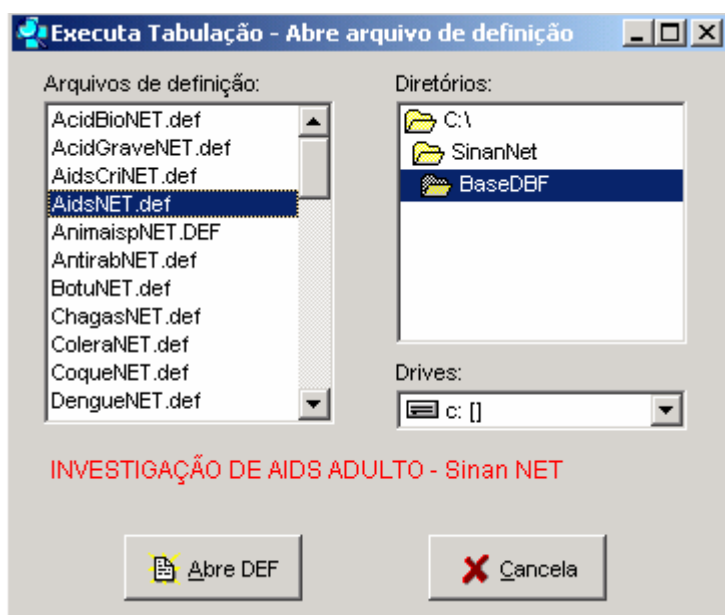 Executa Tabulação - Abre arquivo de definição
Arquivos de definição:
AcidBioNET.def
AcidGraveNET.def
AidsCriNET.def
AidsNET.def
AnimaispNET.DEF
AntirabNET.def
BotuNET.def
ChagasNET.def
ColeraNET.def
CoqueNET.def
DengueNET.def
Diretórios:
C:\
SinanNet
BaseDBF
Drives:
c: []
INVESTIGAÇÃO DE AIDS ADULTO - Sinan NET
Abre DEF
Cancela